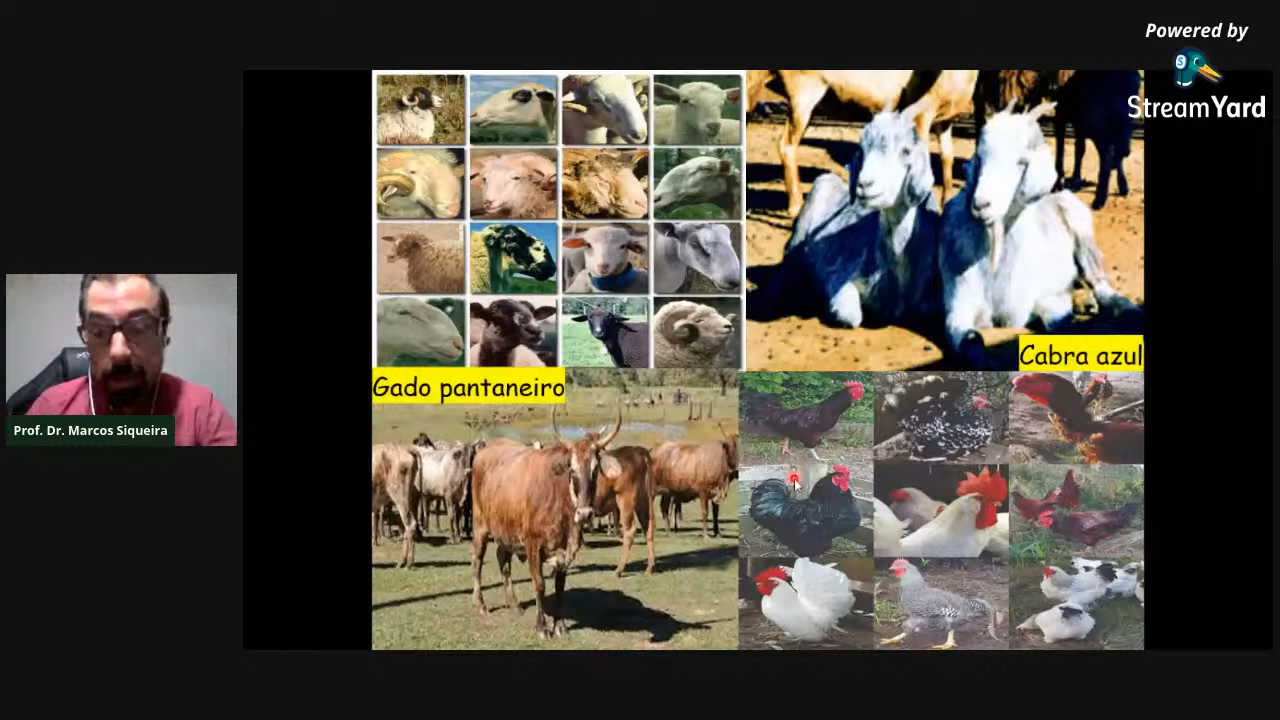 Powered by
StreamYard
Cabra azul
Gado pantaneiro
Prof. Dr. Marcos Siqueira